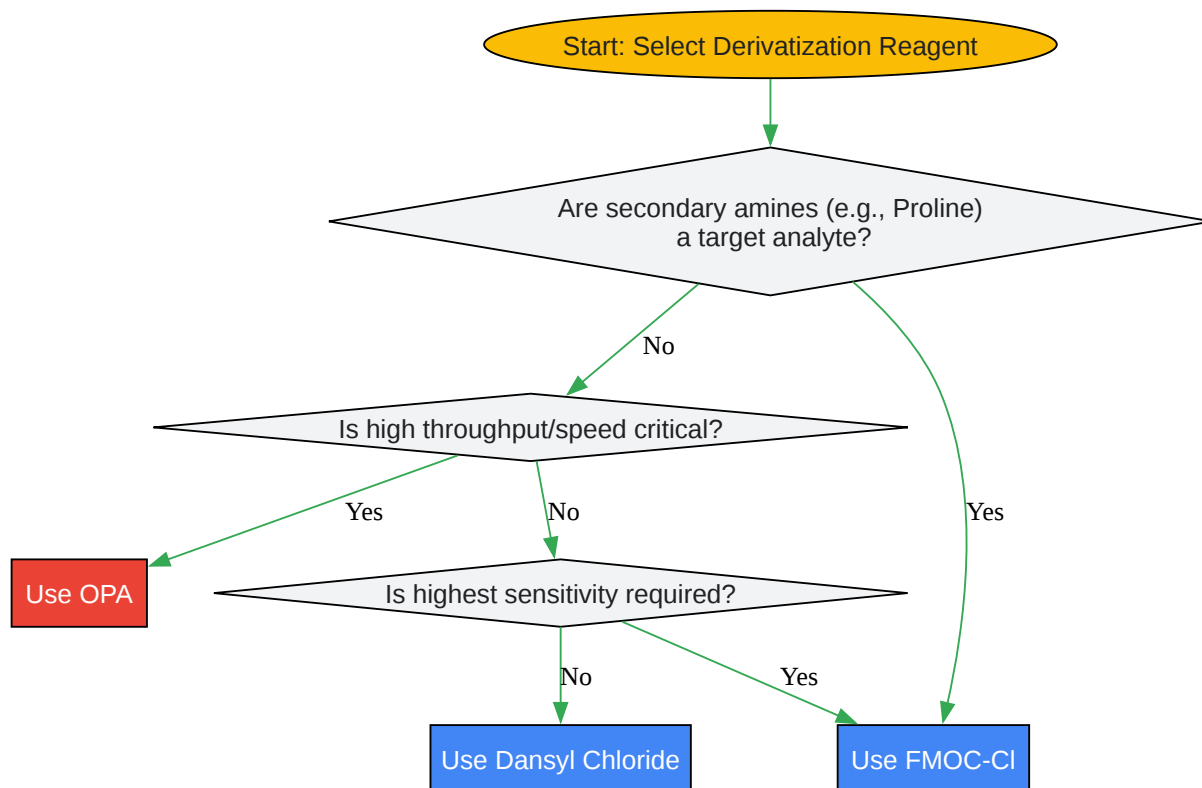 Start: Select Derivatization Reagent
Are secondary amines (e.g., Proline)
a target analyte?
No
Is high throughput/speed critical?
Yes
No
Yes
Use OPA
Is highest sensitivity required?
No
Yes
Use Dansyl Chloride
Use FMOC-Cl